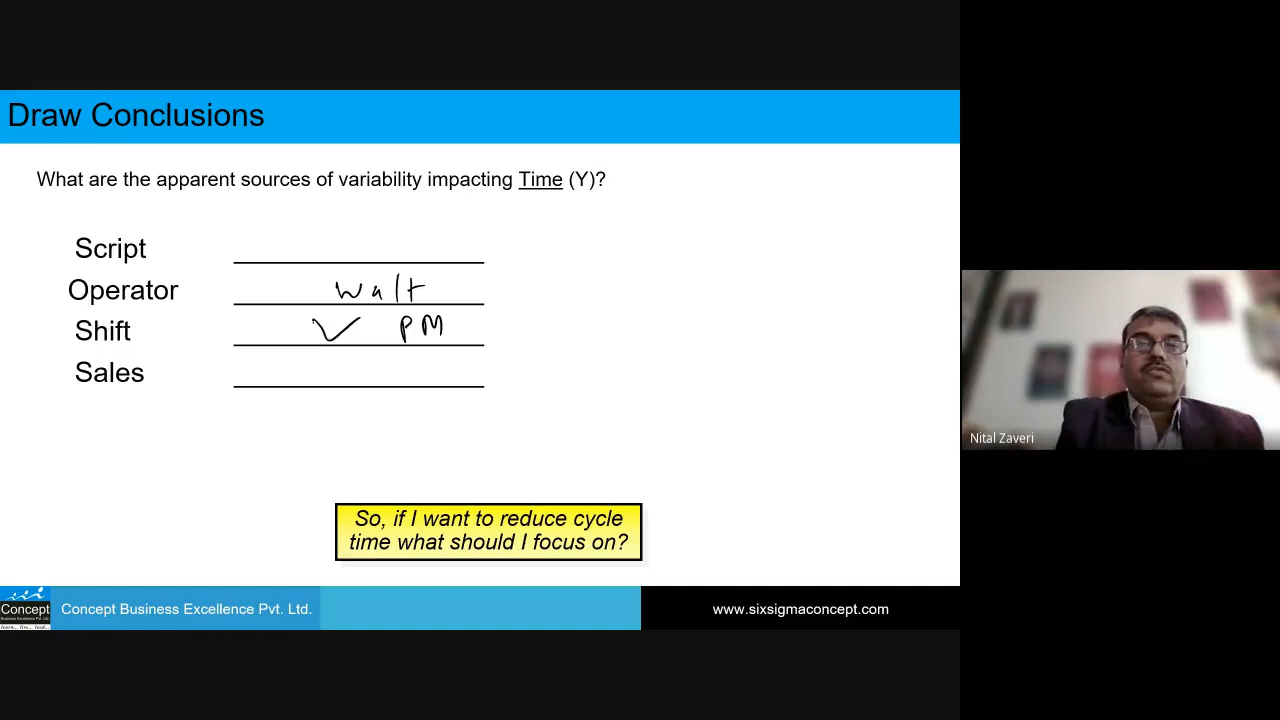 Draw Conclusions
What are the apparent sources of variability impacting Time (Y)?
Script
Operator walt
Shift ✓ PM
Sales
So, if I want to reduce cycle
time what should I focus on?
Concept
Concept Business Excellence Pvt. Ltd.
www.sixsigmaconcept.com
Nital Zaveri